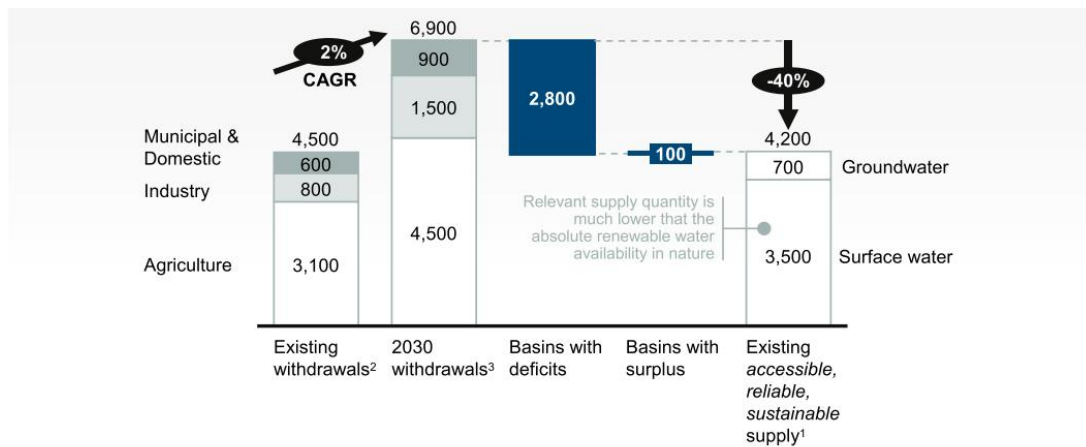 2%
CAGR
6,900
900
1,500
4,500
2,800
100
-40%
4,200
700
3,500
Groundwater
Surface water
Municipal &
Domestic
Industry
Agriculture
4,500
600
800
3,100
Relevant supply quantity is
much lower that the
absolute renewable water
availability in nature
Existing
withdrawals²
2030
withdrawals³
Basins with
deficits
Basins with
surplus
Existing
accessible,
reliable,
sustainable
supply¹